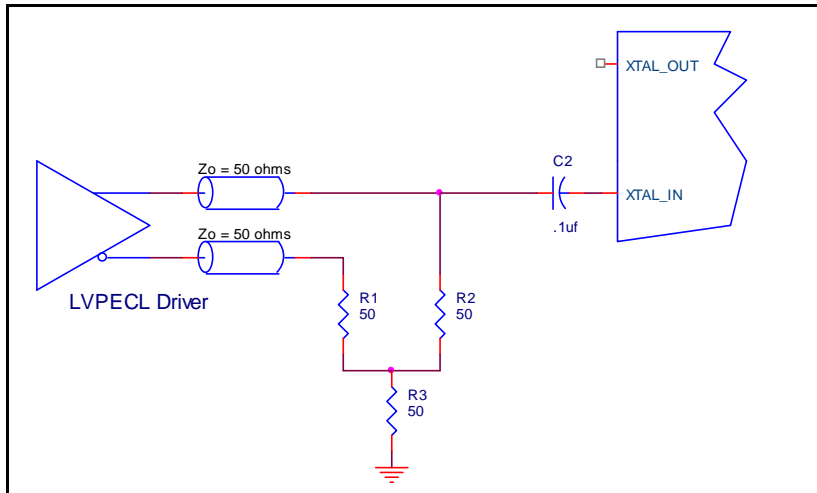 XTAL_OUT
Zo = 50 ohms
C2
XTAL_IN
.1uf
Zo = 50 ohms
LVPECL Driver
R1
50
R2
50
R3
50